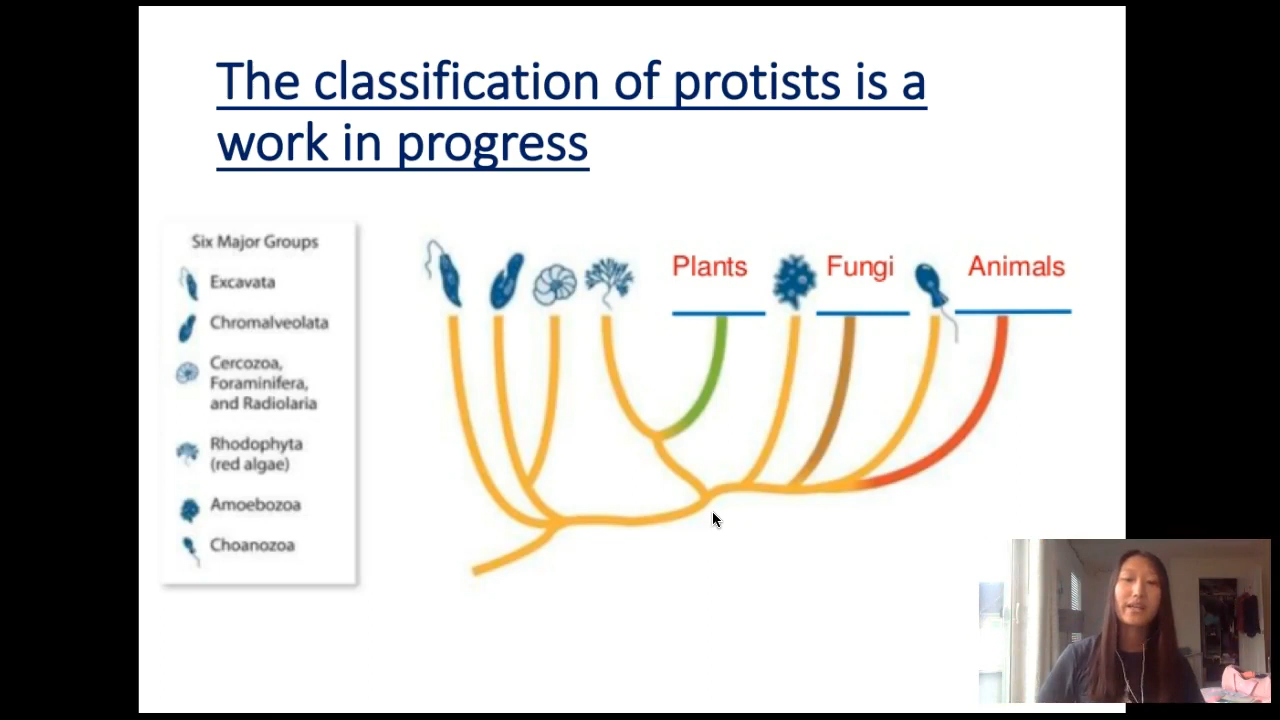 The classification of protists is a
work in progress
Six Major Groups
Excavata
Chromalveolata
Cercozoa,
Foraminifera,
and Radiolaria
Rhodophyta
(red algae)
Amoebozoa
Choanozoa
Plants
Fungi
Animals